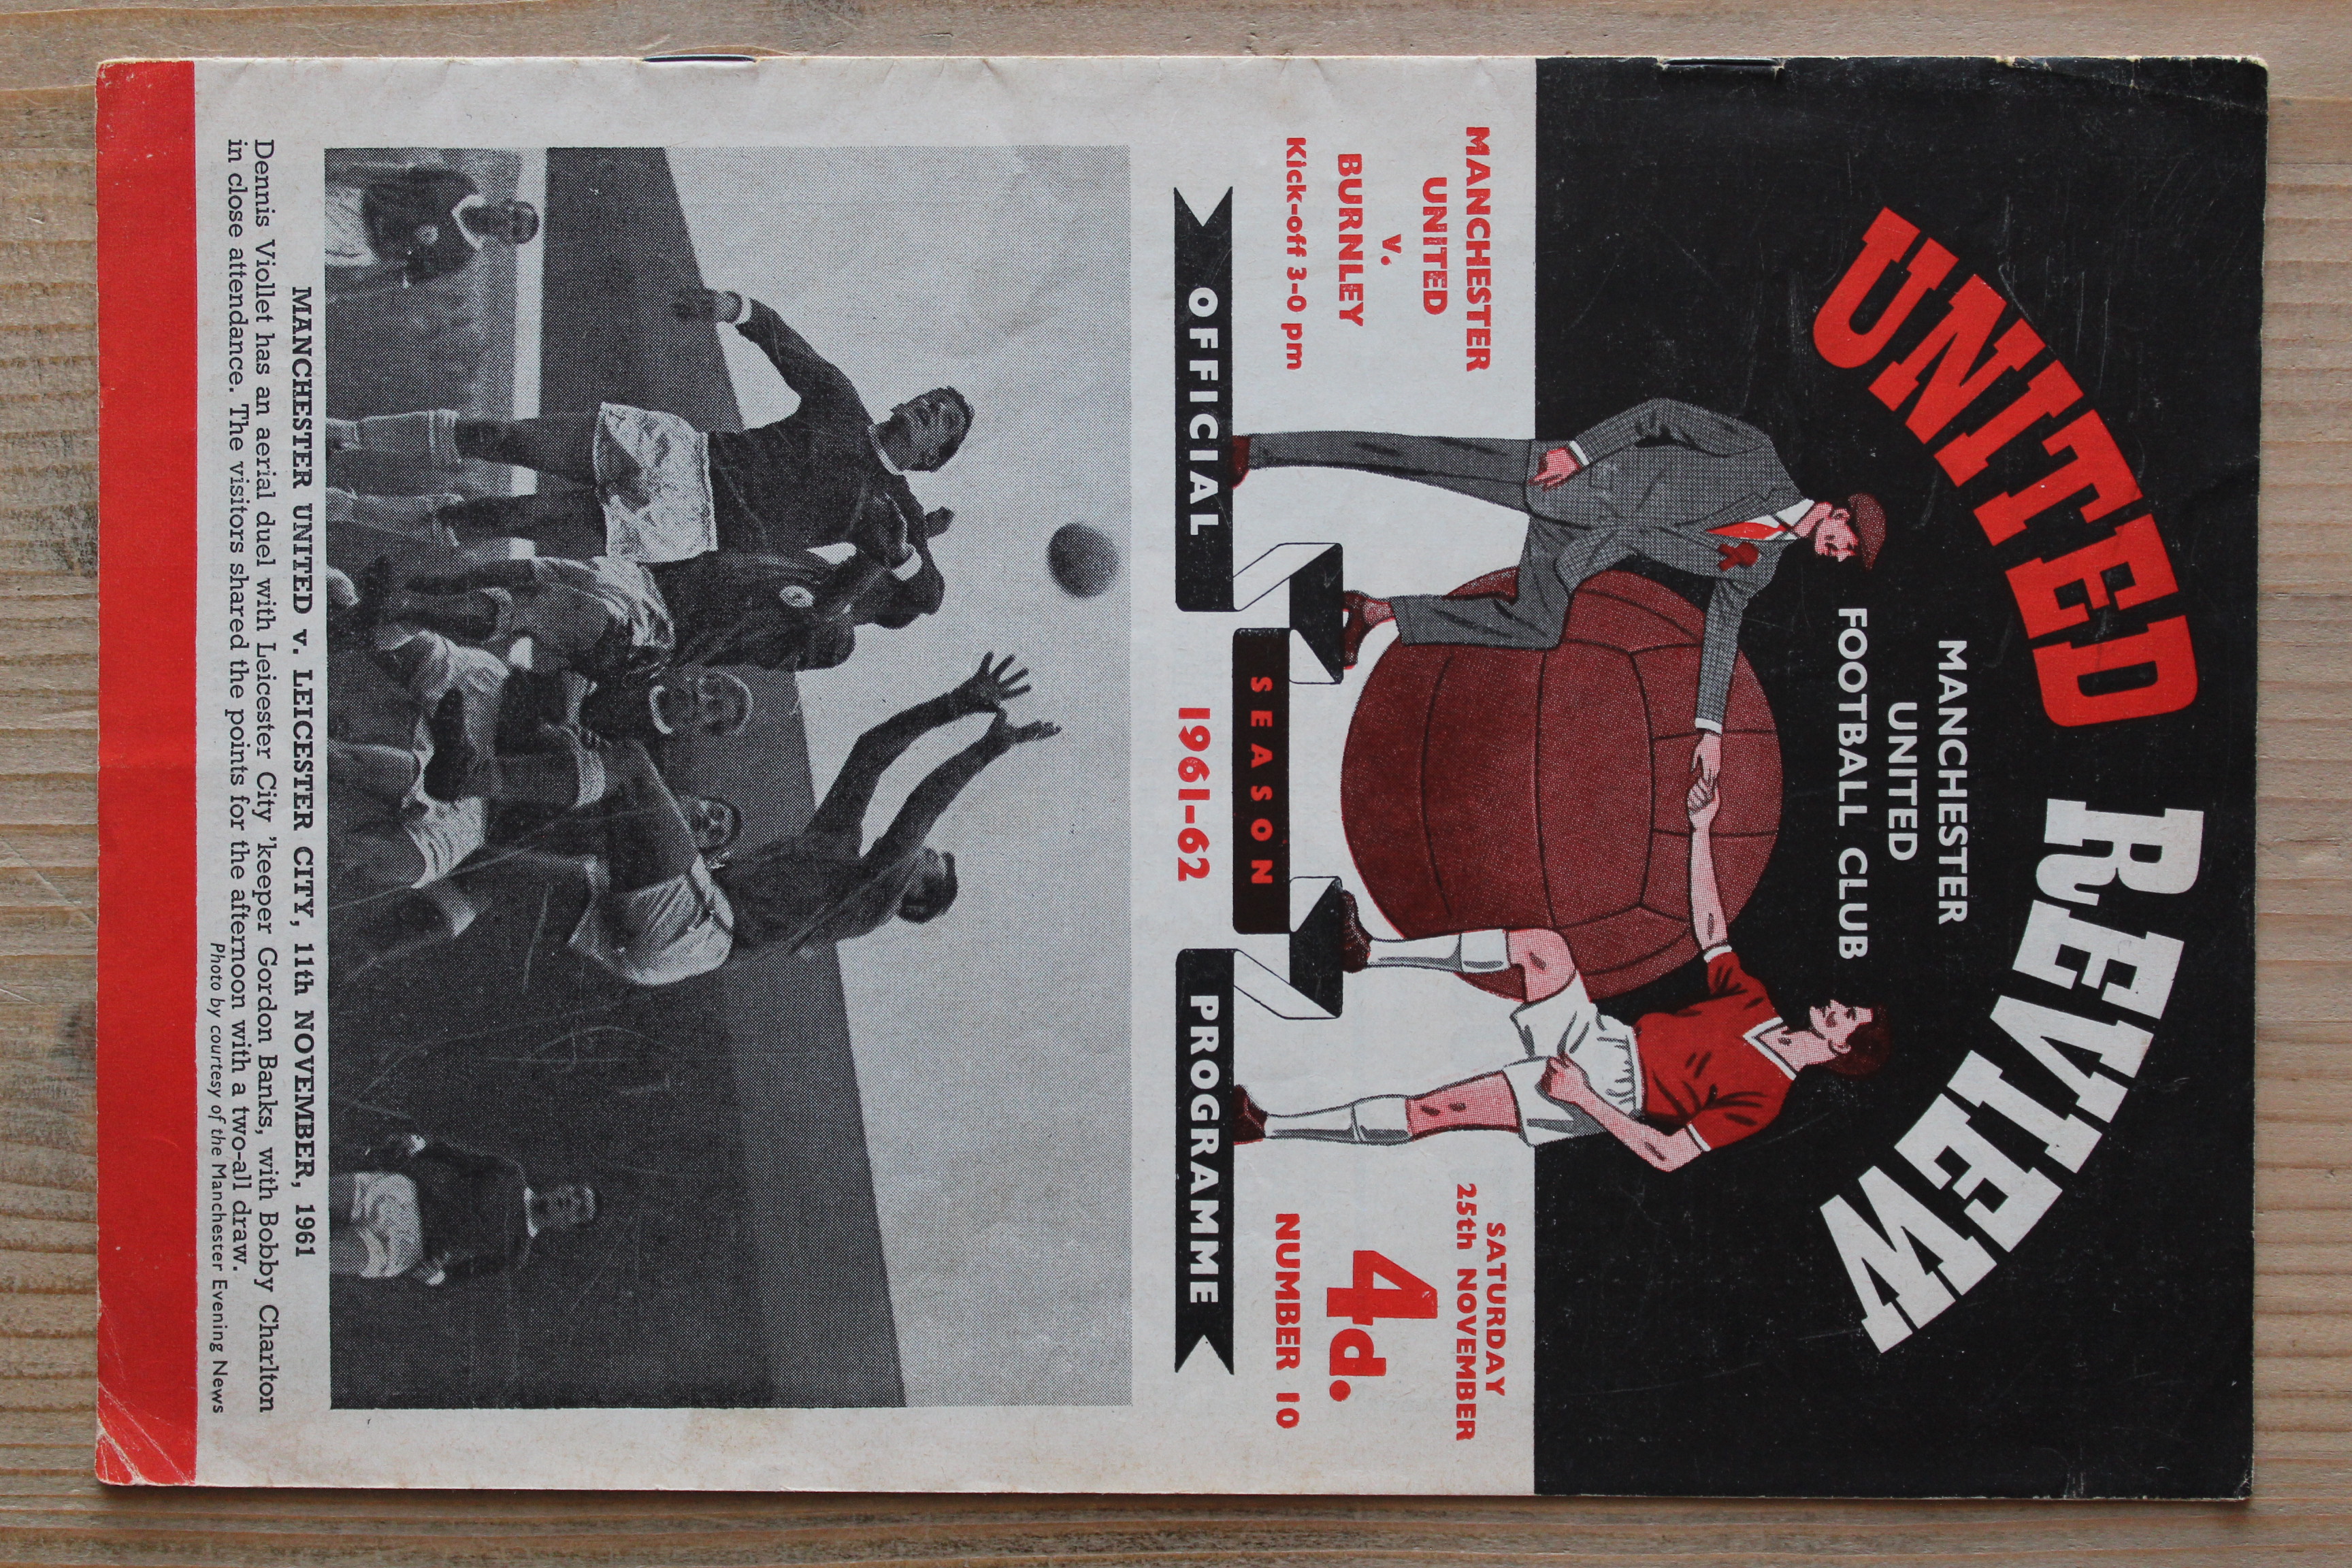 UNITED REVIEW
MANCHESTER
UNITED
FOOTBALL CLUB
MANCHESTER
UNITED
v.
BURNLEY
Kick-off 3-0 pm
SATURDAY
25th NOVEMBER
4d.
NUMBER 10
OFFICIAL
SEASON
PROGRAMME
1961-62
MANCHESTER UNITED v. LEICESTER CITY, 11th NOVEMBER, 1961
Dennis Viollet has an aerial duel with Leicester City 'keeper Gordon Banks, with Bobby Charlton
in close attendance. The visitors shared the points for the afternoon with a two-all draw.
Photo by courtesy of the Manchester Evening News